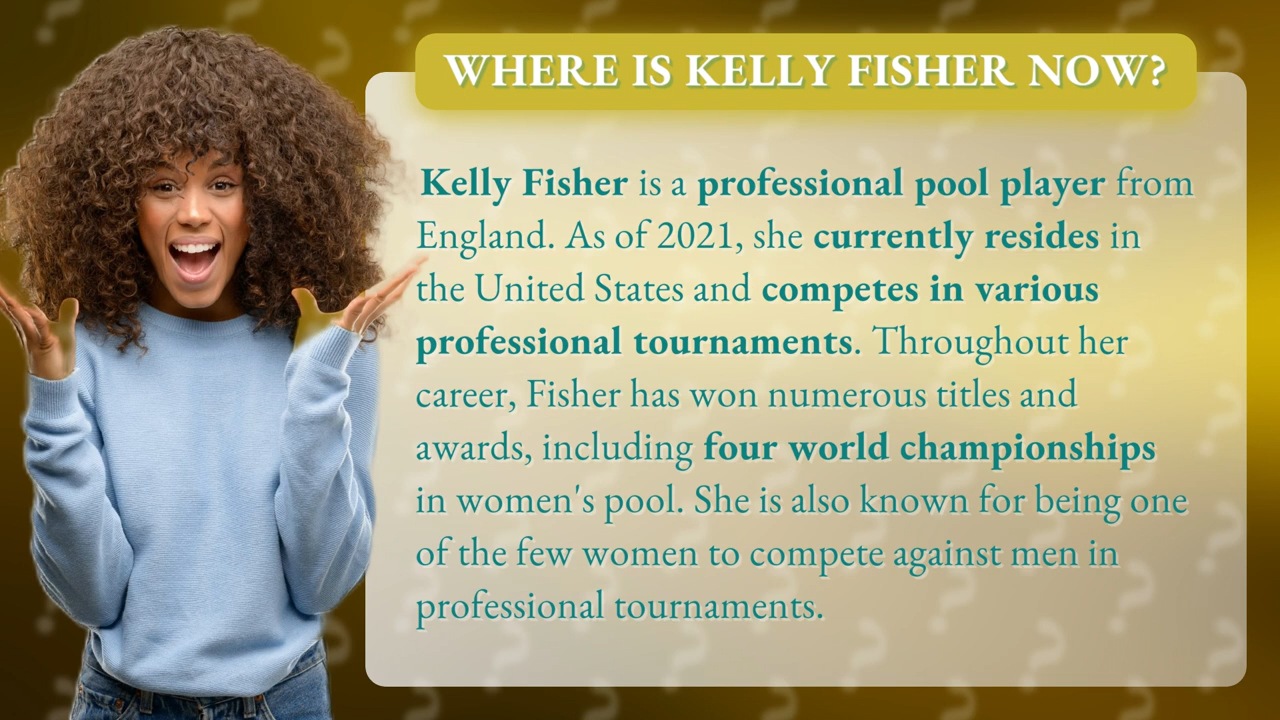 WHERE IS KELLY FISHER NOW?
Kelly Fisher is a professional pool player from
England. As of 2021, she currently resides in
the United States and competes in various
professional tournaments. Throughout her
career, Fisher has won numerous titles and
awards, including four world championships
in women's pool. She is also known for being one
of the few women to compete against men in
professional tournaments.